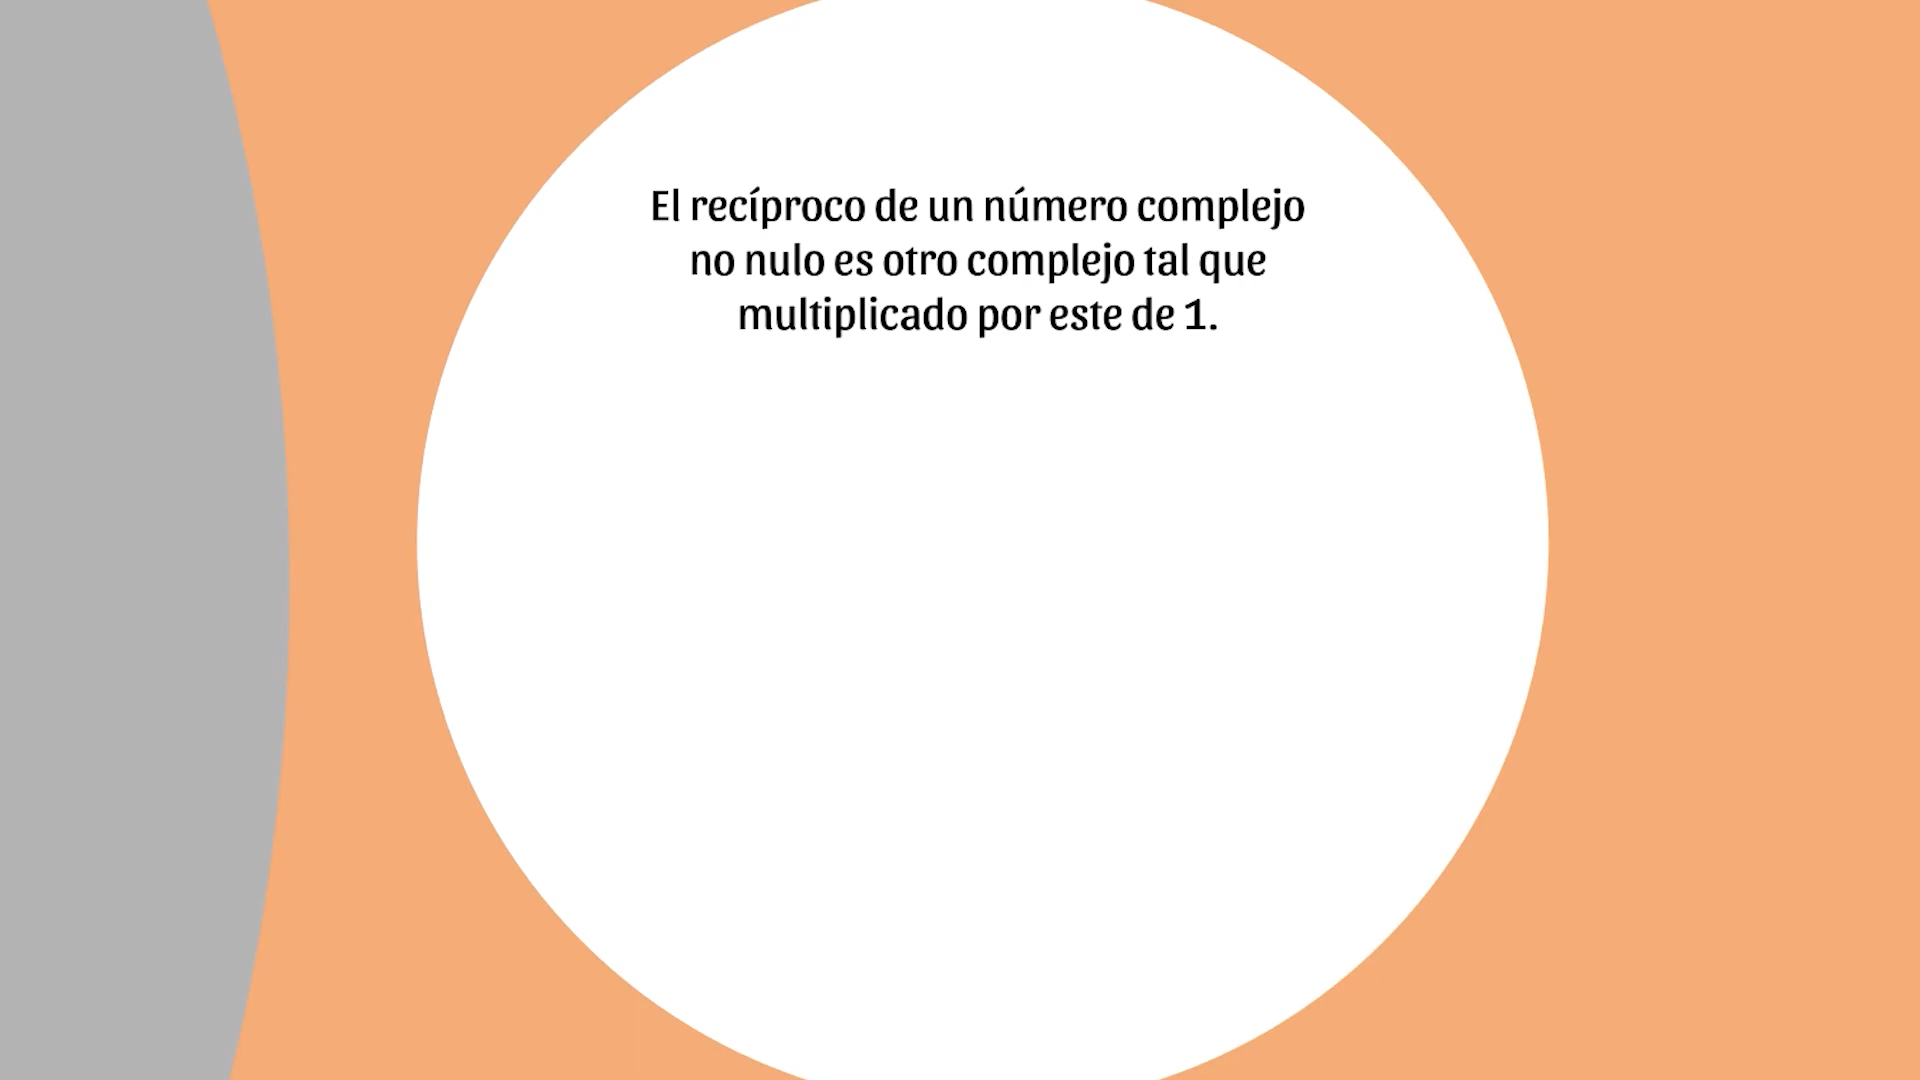 El recíproco de un número complejo
no nulo es otro complejo tal que
multiplicado por este de 1.